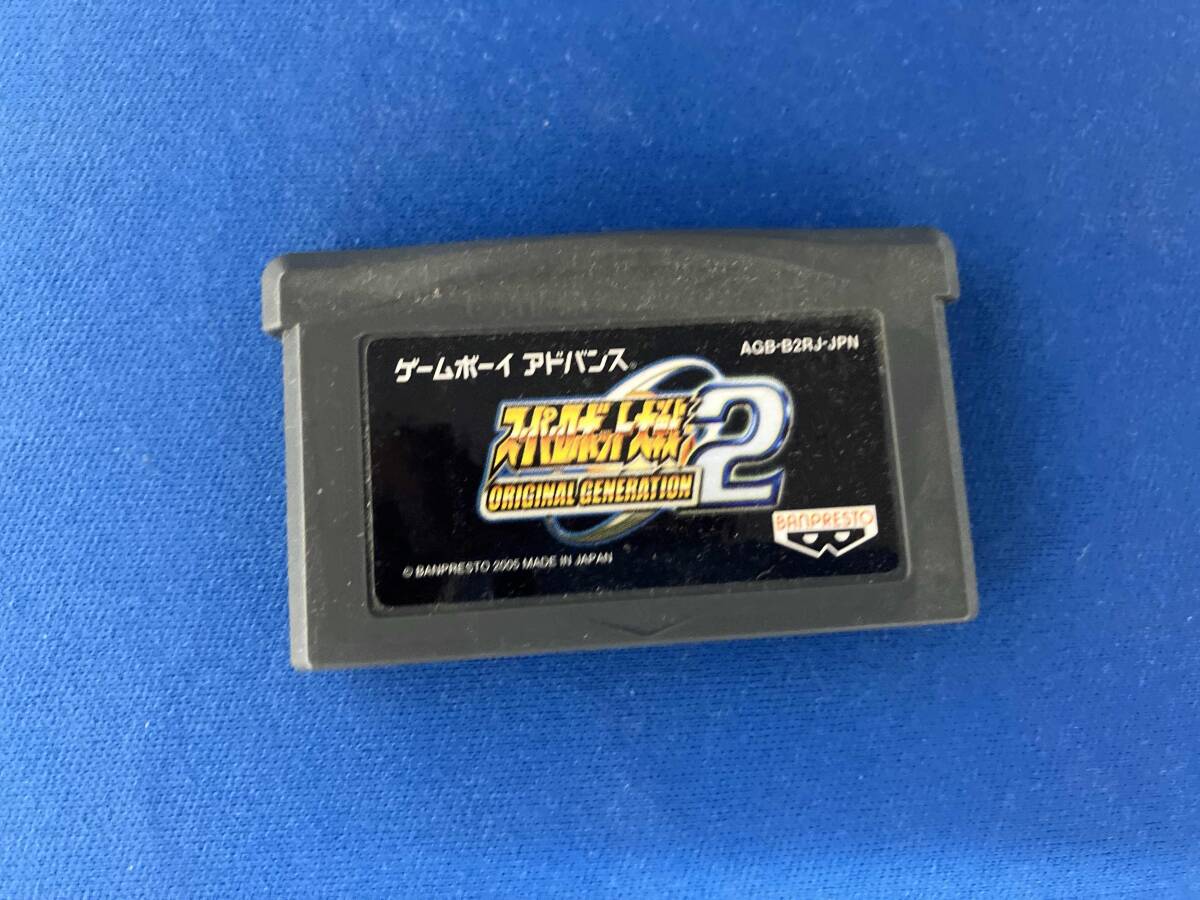 ゲームボーイ アドバンス®
AGB-B2RJ-JPN
スーパーロボット大戦
ORIGINAL GENERATION 2
BANPRESTO
© BANPRESTO 2005 MADE IN JAPAN